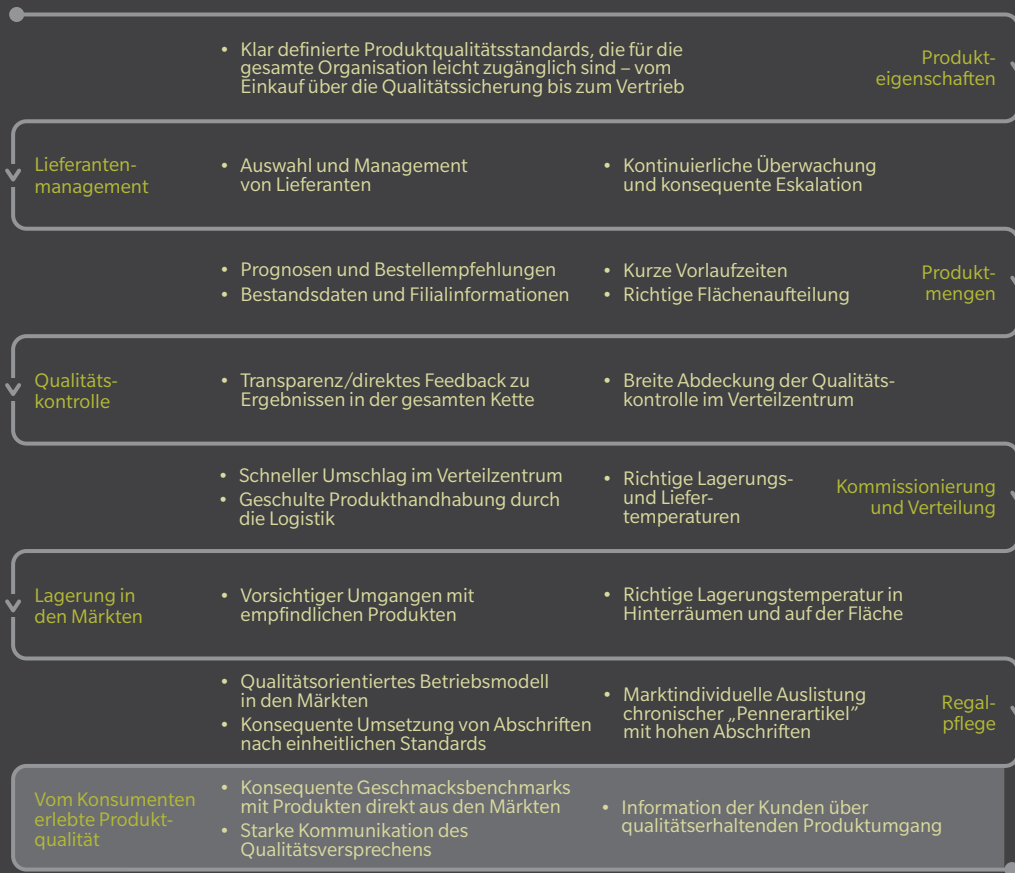 • Klar definierte Produktqualitätsstandards, die für die
gesamte Organisation leicht zugänglich sind – vom
Einkauf über die Qualitätssicherung bis zum Vertrieb
Produkt-
eigenschaften
Lieferanten-
management
• Auswahl und Management
von Lieferanten
• Kontinuierliche Überwachung
und konsequente Eskalation
• Prognosen und Bestellempfehlungen
• Bestandsdaten und Filialinformationen
• Kurze Vorlaufzeiten
• Richtige Flächenaufteilung
Produkt-
mengen
Qualitäts-
kontrolle
• Transparenz/direktes Feedback zu
Ergebnissen in der gesamten Kette
• Breite Abdeckung der Qualitäts-
kontrolle im Verteilzentrum
• Schneller Umschlag im Verteilzentrum
• Geschulte Produkthandhabung durch
die Logistik
• Richtige Lagerungs-
und Liefer-
temperaturen
Kommissionierung
und Verteilung
Lagerung in
den Märkten
• Vorsichtiger Umgangen mit
empfindlichen Produkten
• Richtige Lagerungstemperatur in
Hinterräumen und auf der Fläche
• Qualitätsorientiertes Betriebsmodell
in den Märkten
• Konsequente Umsetzung von Abschriften
nach einheitlichen Standards
• Marktindividuelle Auslistung
chronischer „Pennerartikel”
mit hohen Abschriften
Regal-
pflege
Vom Konsumenten
erlebte Produkt-
qualität
• Konsequente Geschmacksbenchmarks
mit Produkten direkt aus den Märkten
• Starke Kommunikation des
Qualitätsversprechens
• Information der Kunden über
qualitätserhaltenden Produktumgang